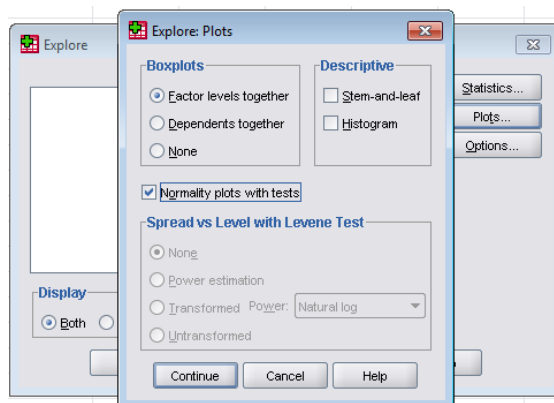 Explore
Explore: Plots
Boxplots
Factor levels together
Dependents together
None
Descriptive
Stem-and-leaf
Histogram
Normality plots with tests
Spread vs Level with Levene Test
None
Power estimation
Transformed Power: Natural log
Untransformed
Continue Cancel Help
Statistics...
Plots...
Options...
Display
Both